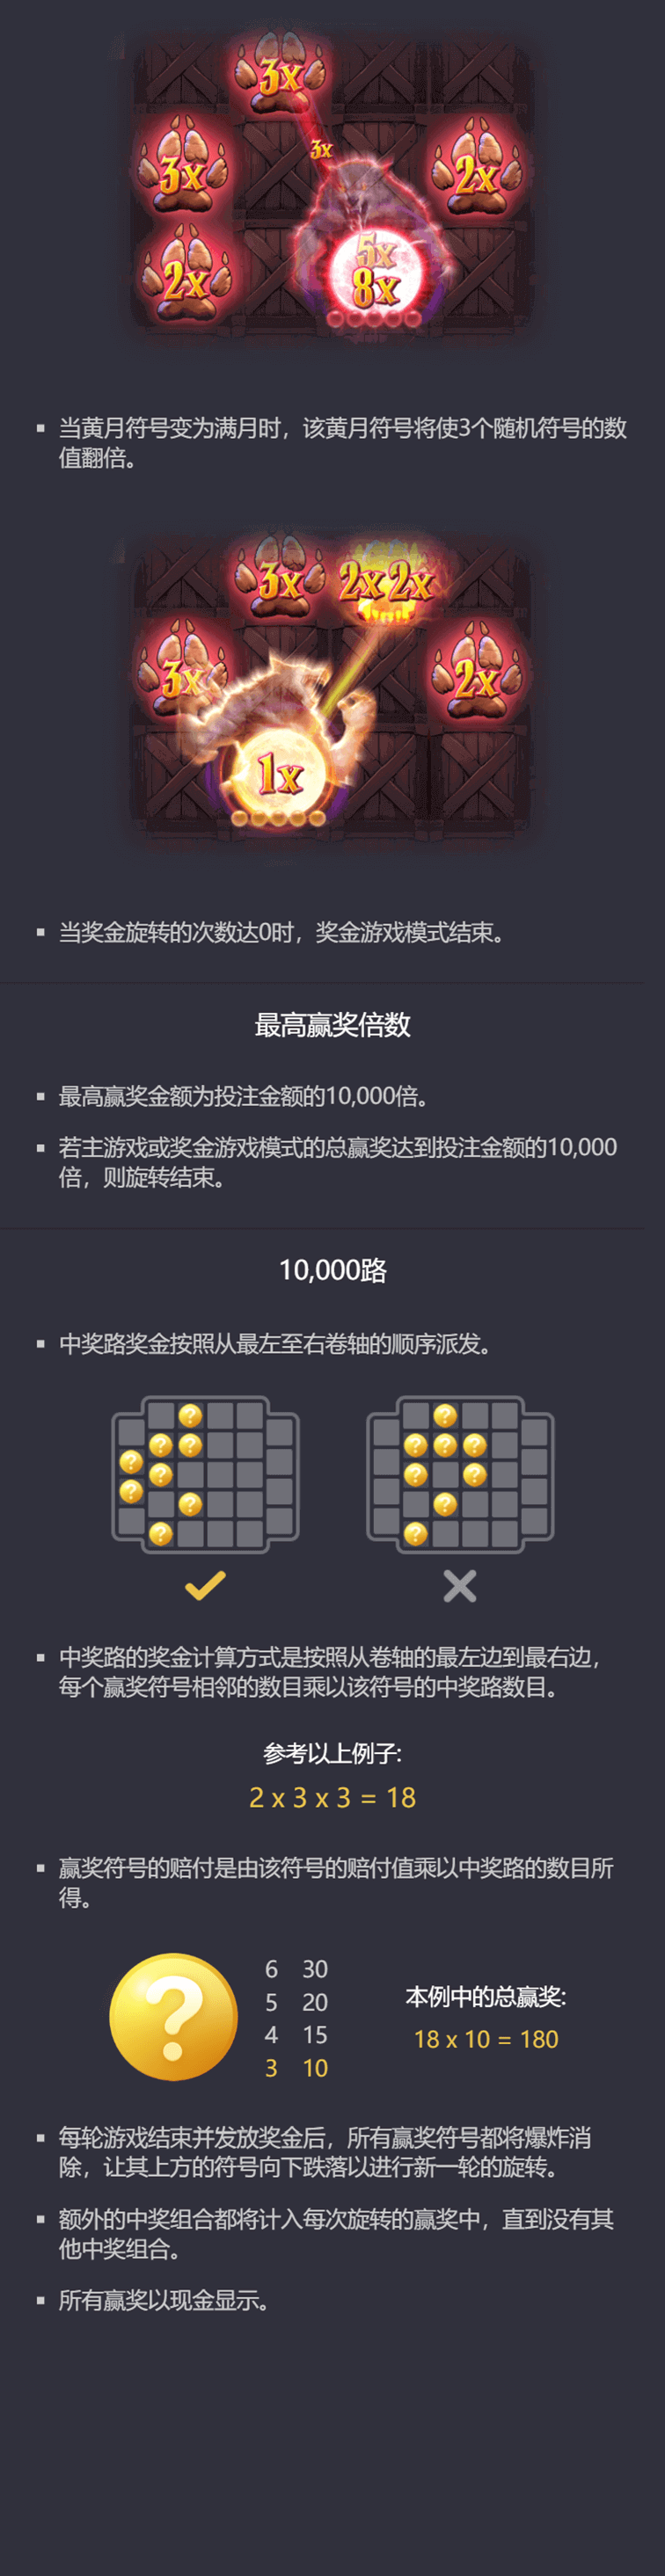 3x
3x
3x
2x
5x
2x
8x
当黄月符号变为满月时，该黄月符号将使3个随机符号的数
值翻倍。
3x
2x 2x
3x
2x
1x
当奖金旋转的次数达0时，奖金游戏模式结束。
最高赢奖倍数
最高赢奖金额为投注金额的10,000倍。
若主游戏或奖金游戏模式的总赢奖达到投注金额的10,000
倍，则旋转结束。
10,000路
中奖路奖金按照从最左至右卷轴的顺序派发。
?
? ?
?
?
?
?
?
?
? ? ?
? ?
?
?
中奖路的奖金计算方式是按照从卷轴的最左边到最右边，
每个赢奖符号相邻的数目乘以该符号的中奖路数目。
参考以上例子:
2 x 3 x 3 = 18
赢奖符号的赔付是由该符号的赔付值乘以中奖路的数目所
得。
?
6 30
5 20
4 15
3 10
本例中的总赢奖:
18 x 10 = 180
每轮游戏结束并发放奖金后，所有赢奖符号都将爆炸消
除，让其上方的符号向下跌落以进行新一轮的旋转。
额外的中奖组合都将计入每次旋转的赢奖中，直到没有其
他中奖组合。
所有赢奖以现金显示。